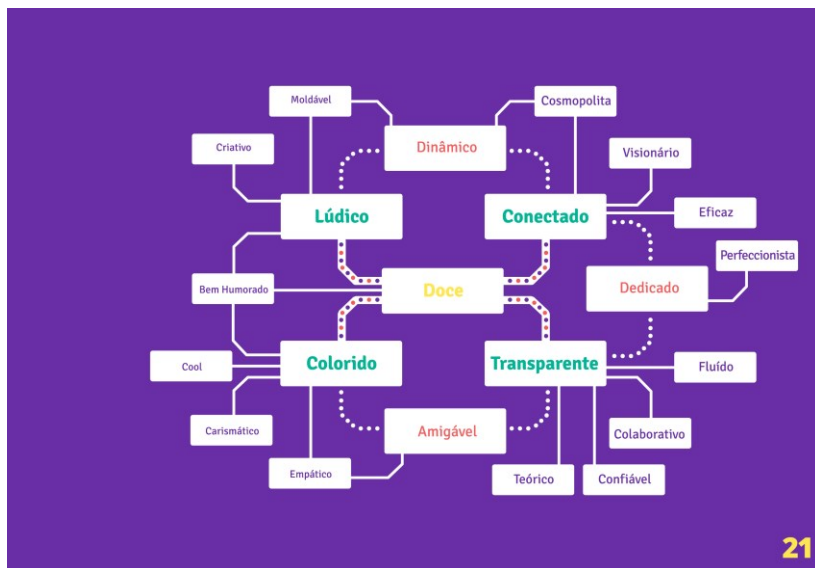 Moldável
Cosmopolita
Dinâmico
Criativo
Visionário
Lúdico
Conectado
Eficaz
Perfeccionista
Bem Humorado
Doce
Dedicado
Colorido
Transparente
Cool
Fluído
Carismático
Amigável
Colaborativo
Empático
Teórico
Confiável
21